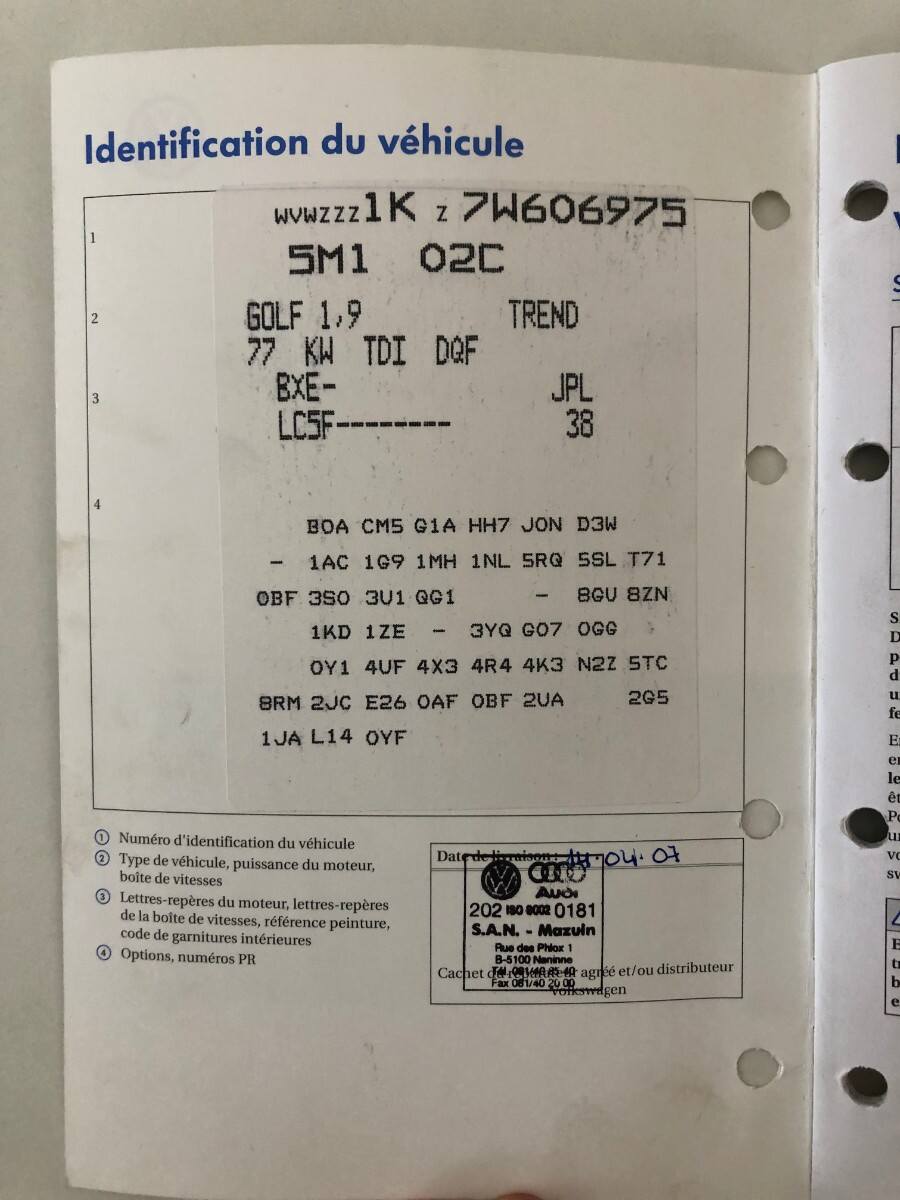 Identification du véhicule
1
WVWZZZ1K Z 7W606975
5M1 02C
2
GOLF 1,9 TREND
77 KW TDI DQF
3
BXE- JPL
LC5F-------- 38
4
B0A CM5 G1A HH7 J0N D3W
- 1AC 1G9 1MH 1NL 5RQ 5SL T71
0BF 3S0 3U1 QG1 - 8GU 8ZN
1KD 1ZE - 3YQ G07 0GG
0Y1 4UF 4X3 4R4 4K3 N2Z 5TC
8RM 2JC E26 0AF 0BF 2UA 2G5
1JA L14 0YF
① Numéro d'identification du véhicule
② Type de véhicule, puissance du moteur,
boîte de vitesses
③ Lettres-repères du moteur, lettres-repères
de la boîte de vitesses, référence peinture,
code de garnitures intérieures
④ Options, numéros PR
Date de livraison : 04.07
Audi
202 ISO 9002 0181
S.A.N. - Mazuin
Rue des Phlox 1
B-5100 Naninne
Fax 081/40 20 00
Cachet du réparateur agréé et/ou distributeur
Volkswagen